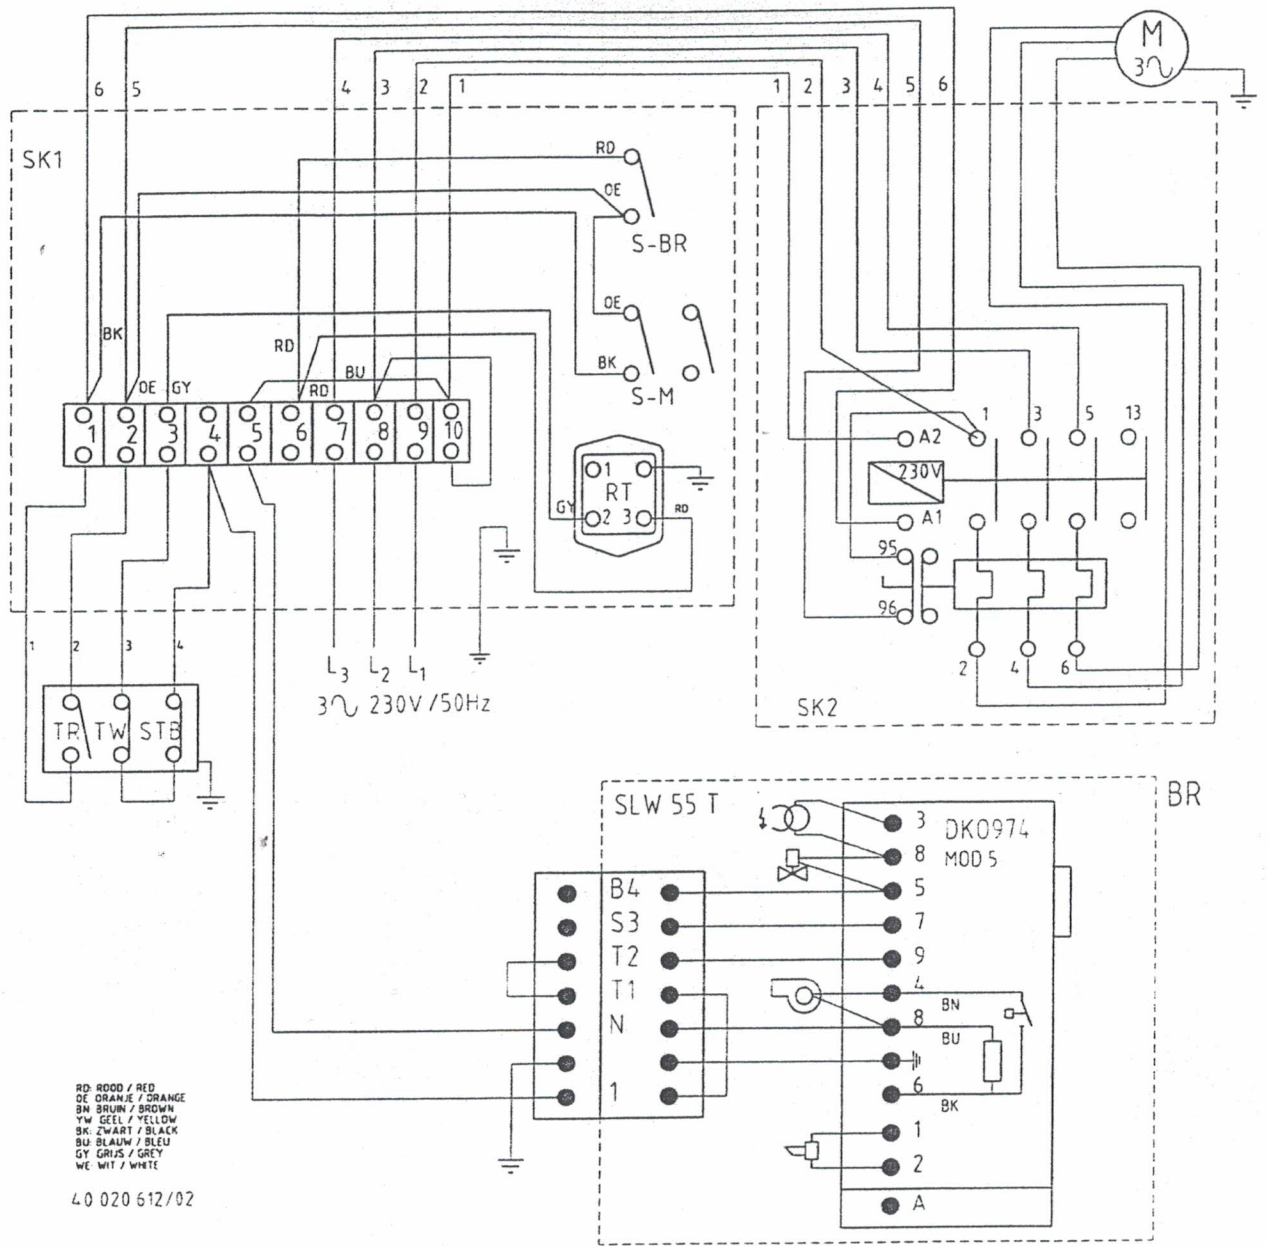 M
3∿
6 5 4 3 2 1 1 2 3 4 5 6
SK1
RD
OE
S-BR
OE
BK
S-M
BK
OE GY
RD
RD
BU
1 2 3 4 5 6 7 8 9 10
1
RT
2 3
GY
RD
A2
1 3 5 13
230V
A1
95
96
2 4 6
SK2
1 2 3 4
L3 L2 L1
3∿ 230V/50Hz
TR TW STB
BR
SLW 55 T
DKO974
MOD 5
3
8
5
7
9
4
8
6
1
2
A
BN
BU
BK
B4
S3
T2
T1
N
1
RD: ROOD / RED
OE ORANJE / ORANGE
BN BRUIN / BROWN
YW GEEL / YELLOW
BK: ZWART / BLACK
BU: BLAUW / BLEU
GY GRIJS / GREY
WE: WIT / WHITE
40 020 612/02